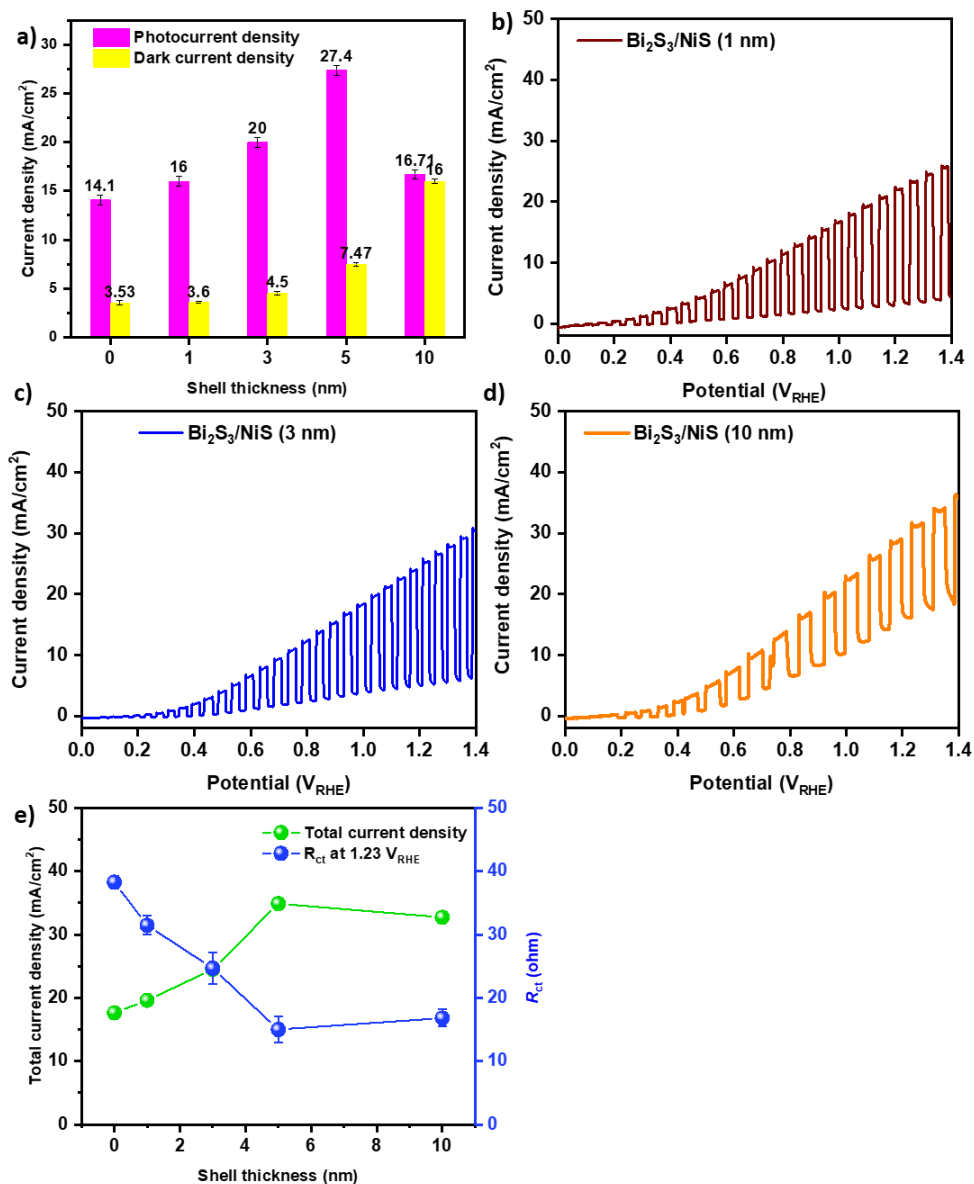 a)
Photocurrent density
Dark current density
Current density (mA/cm²)
30
25
20
15
10
5
0
14.1
3.53
16
3.6
20
4.5
27.4
7.47
16.71
16
0 1 3 5 10
Shell thickness (nm)
b)
Bi₂S₃/NiS (1 nm)
Current density (mA/cm²)
50
40
30
20
10
0
0.0 0.2 0.4 0.6 0.8 1.0 1.2 1.4
Potential (V_RHE)
c)
Bi₂S₃/NiS (3 nm)
Current density (mA/cm²)
50
40
30
20
10
0
0.0 0.2 0.4 0.6 0.8 1.0 1.2 1.4
Potential (V_RHE)
d)
Bi₂S₃/NiS (10 nm)
Current density (mA/cm²)
50
40
30
20
10
0
0.0 0.2 0.4 0.6 0.8 1.0 1.2 1.4
Potential (V_RHE)
e)
Total current density
R_ct at 1.23 V_RHE
Total current density (mA/cm²)
50
40
30
20
10
0
50
40
30
20
10
0
R_ct (ohm)
0 2 4 6 8 10
Shell thickness (nm)